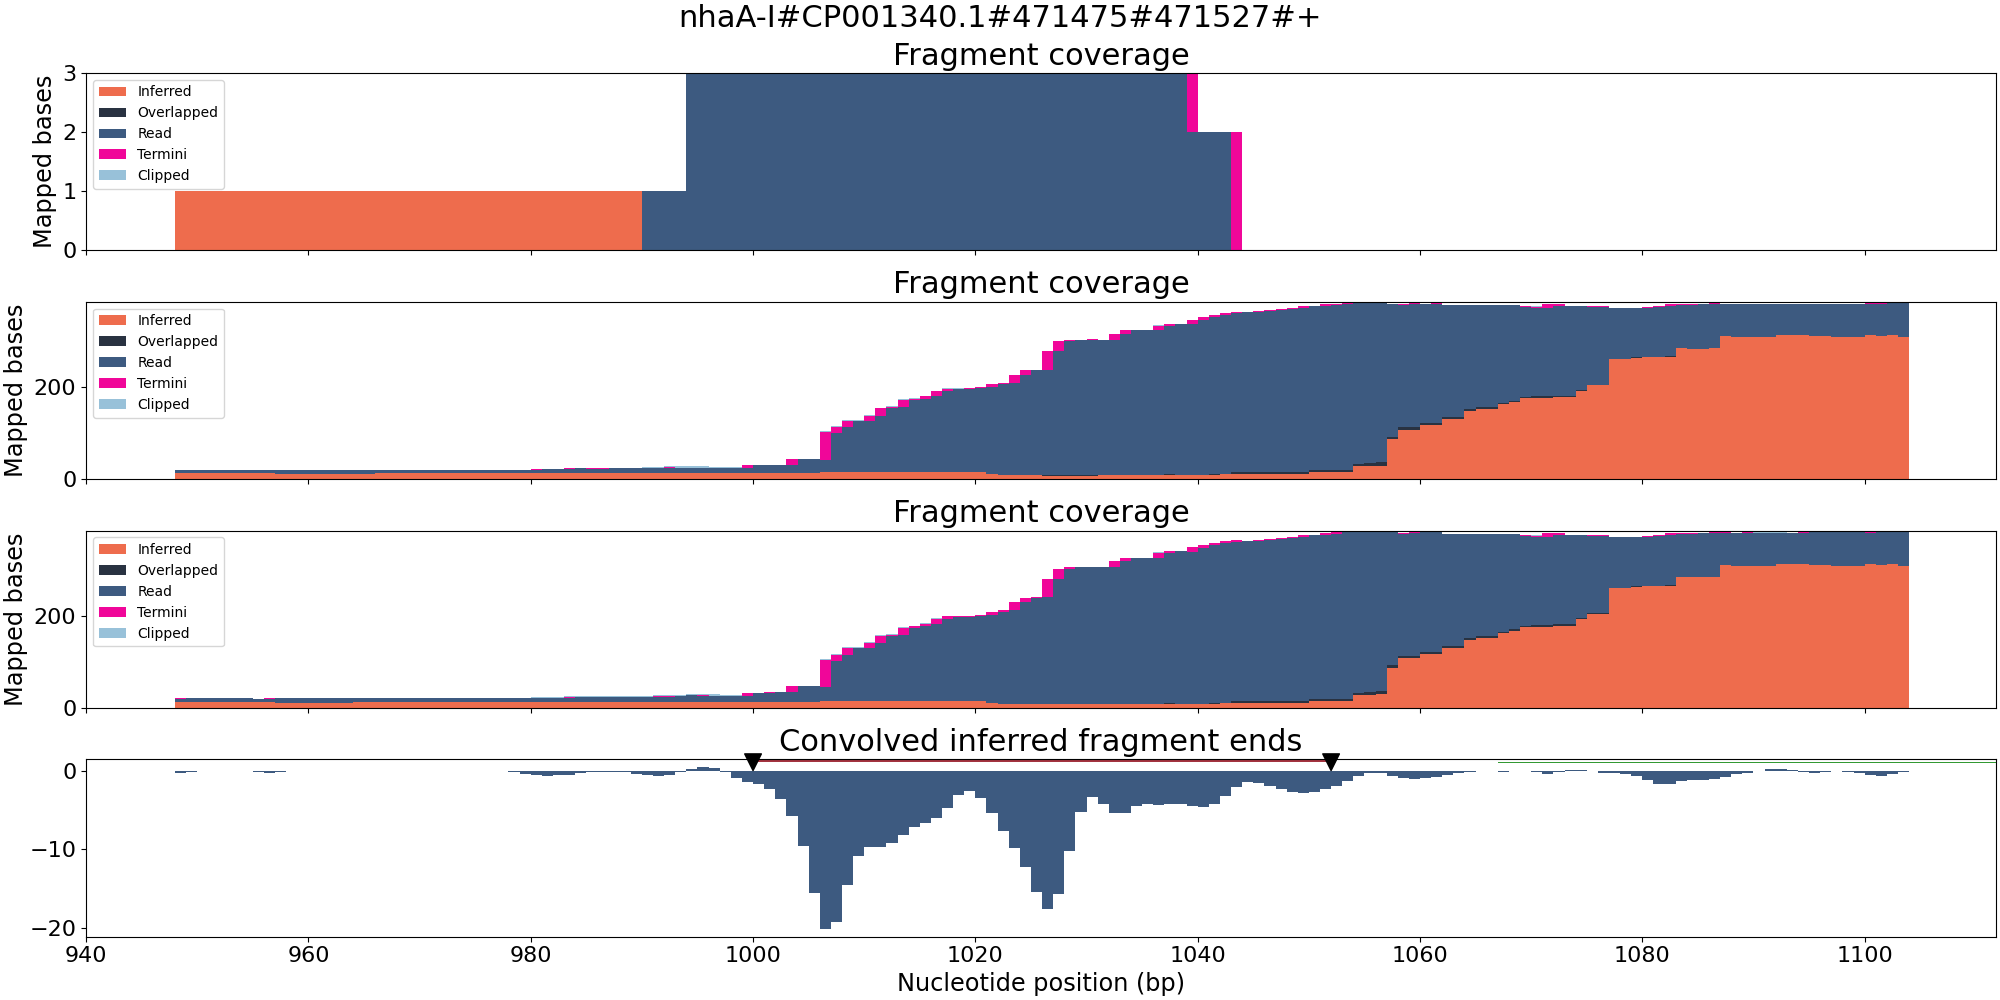 nhaA-I#CP001340.1#471475#471527#+
Fragment coverage
Mapped bases
3
2
1
0
Inferred
Overlapped
Read
Termini
Clipped
Fragment coverage
Mapped bases
200
0
Inferred
Overlapped
Read
Termini
Clipped
Fragment coverage
Mapped bases
200
0
Inferred
Overlapped
Read
Termini
Clipped
Convolved inferred fragment ends
0
−10
−20
940 960 980 1000 1020 1040 1060 1080 1100
Nucleotide position (bp)